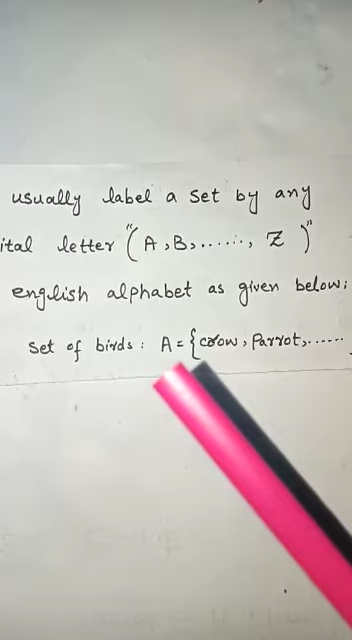 usually label a set by any
ital letter ("A, B, ......, Z")
english alphabet as given below:
Set of birds : A = {crow, Parrot, ......